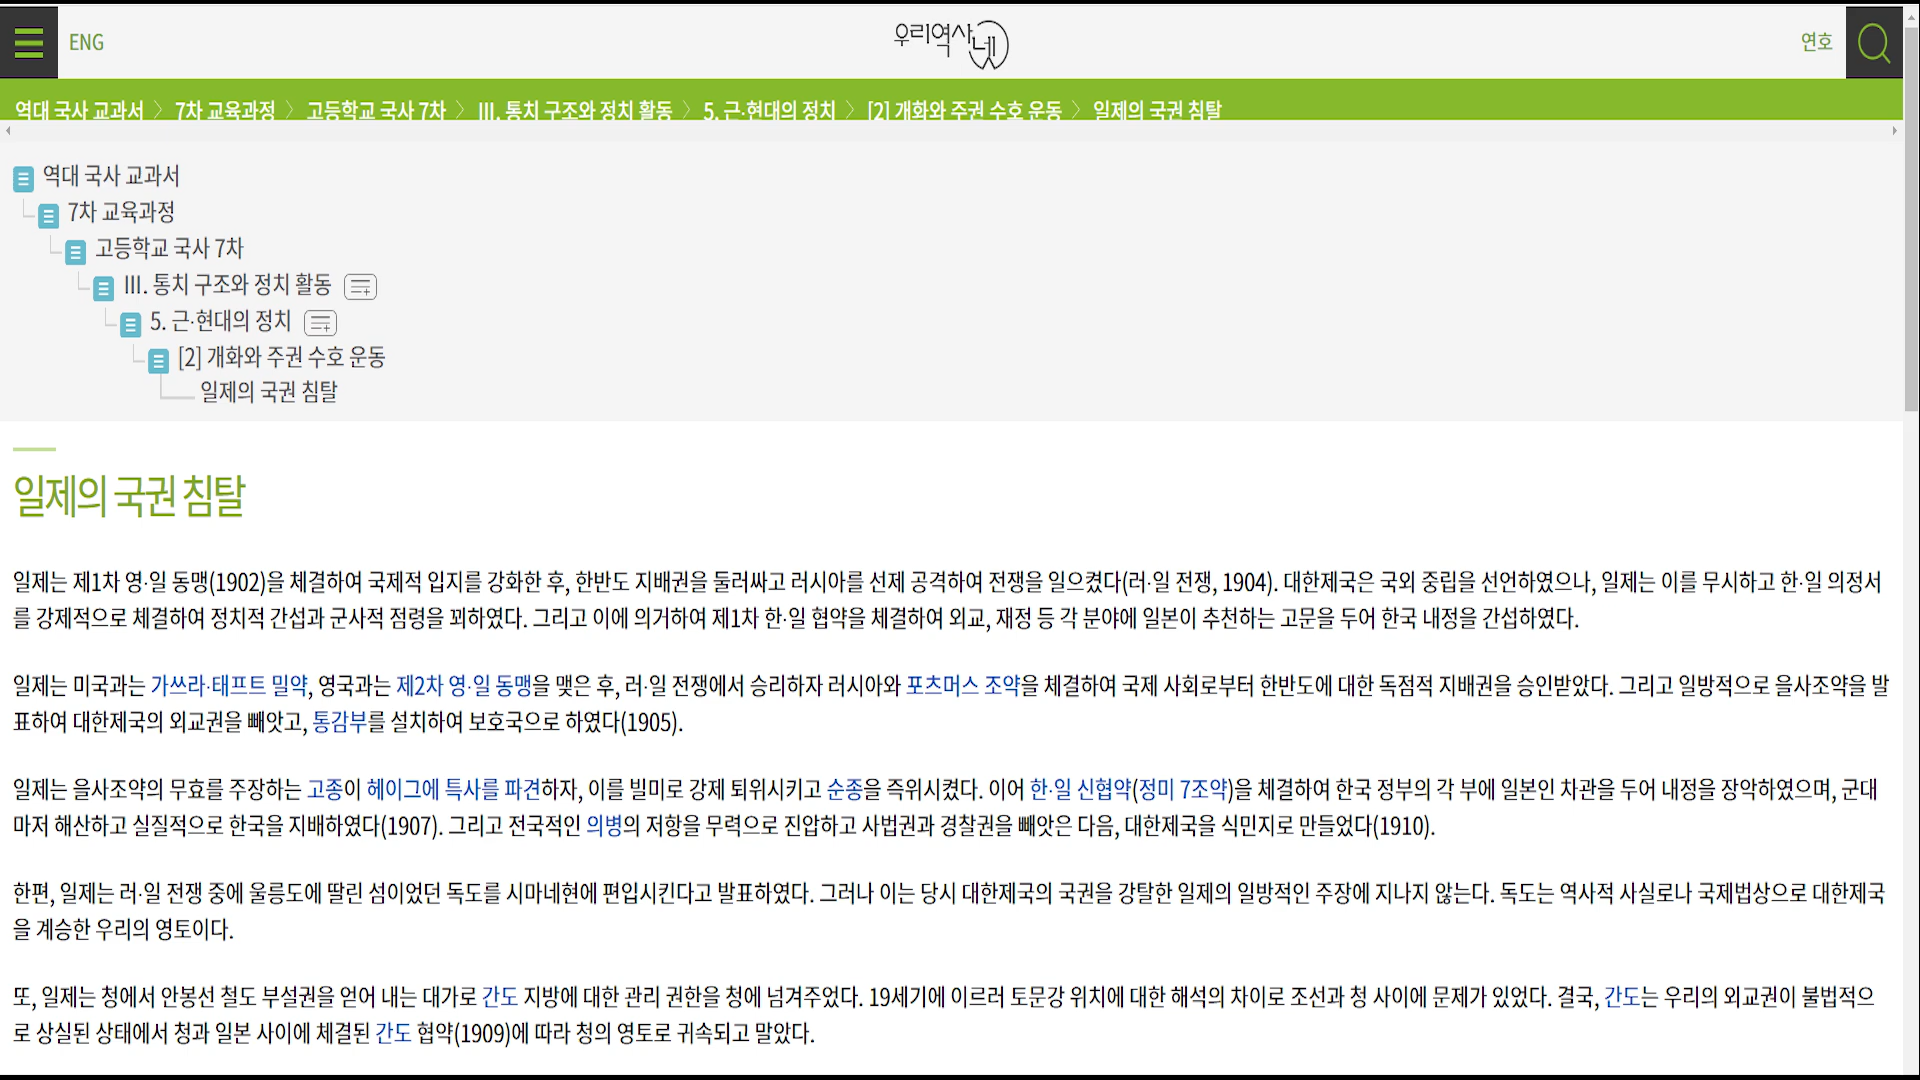 ENG
우리역사넷
연호
역대 국사 교과서 〉 7차 교육과정 〉 고등학교 국사 7차 〉 Ⅲ. 통치 구조와 정치 활동 〉 5. 근·현대의 정치 〉 [2] 개화와 주권 수호 운동 〉 일제의 국권 침탈
역대 국사 교과서
7차 교육과정
고등학교 국사 7차
Ⅲ. 통치 구조와 정치 활동
5. 근·현대의 정치
[2] 개화와 주권 수호 운동
일제의 국권 침탈
일제의 국권 침탈
일제는 제1차 영·일 동맹(1902)을 체결하여 국제적 입지를 강화한 후, 한반도 지배권을 둘러싸고 러시아를 선제 공격하여 전쟁을 일으켰다(러·일 전쟁, 1904). 대한제국은 국외 중립을 선언하였으나, 일제는 이를 무시하고 한·일 의정서
를 강제적으로 체결하여 정치적 간섭과 군사적 점령을 꾀하였다. 그리고 이에 의거하여 제1차 한·일 협약을 체결하여 외교, 재정 등 각 분야에 일본이 추천하는 고문을 두어 한국 내정을 간섭하였다.
일제는 미국과는 가쓰라·태프트 밀약, 영국과는 제2차 영·일 동맹을 맺은 후, 러·일 전쟁에서 승리하자 러시아와 포츠머스 조약을 체결하여 국제 사회로부터 한반도에 대한 독점적 지배권을 승인받았다. 그리고 일방적으로 을사조약을 발
표하여 대한제국의 외교권을 빼앗고, 통감부를 설치하여 보호국으로 하였다(1905).
일제는 을사조약의 무효를 주장하는 고종이 헤이그에 특사를 파견하자, 이를 빌미로 강제 퇴위시키고 순종을 즉위시켰다. 이어 한·일 신협약(정미 7조약)을 체결하여 한국 정부의 각 부에 일본인 차관을 두어 내정을 장악하였으며, 군대
마저 해산하고 실질적으로 한국을 지배하였다(1907). 그리고 전국적인 의병의 저항을 무력으로 진압하고 사법권과 경찰권을 빼앗은 다음, 대한제국을 식민지로 만들었다(1910).
한편, 일제는 러·일 전쟁 중에 울릉도에 딸린 섬이었던 독도를 시마네현에 편입시킨다고 발표하였다. 그러나 이는 당시 대한제국의 국권을 강탈한 일제의 일방적인 주장에 지나지 않는다. 독도는 역사적 사실로나 국제법상으로 대한제국
을 계승한 우리의 영토이다.
또, 일제는 청에서 안봉선 철도 부설권을 얻어 내는 대가로 간도 지방에 대한 관리 권한을 청에 넘겨주었다. 19세기에 이르러 토문강 위치에 대한 해석의 차이로 조선과 청 사이에 문제가 있었다. 결국, 간도는 우리의 외교권이 불법적으
로 상실된 상태에서 청과 일본 사이에 체결된 간도 협약(1909)에 따라 청의 영토로 귀속되고 말았다.